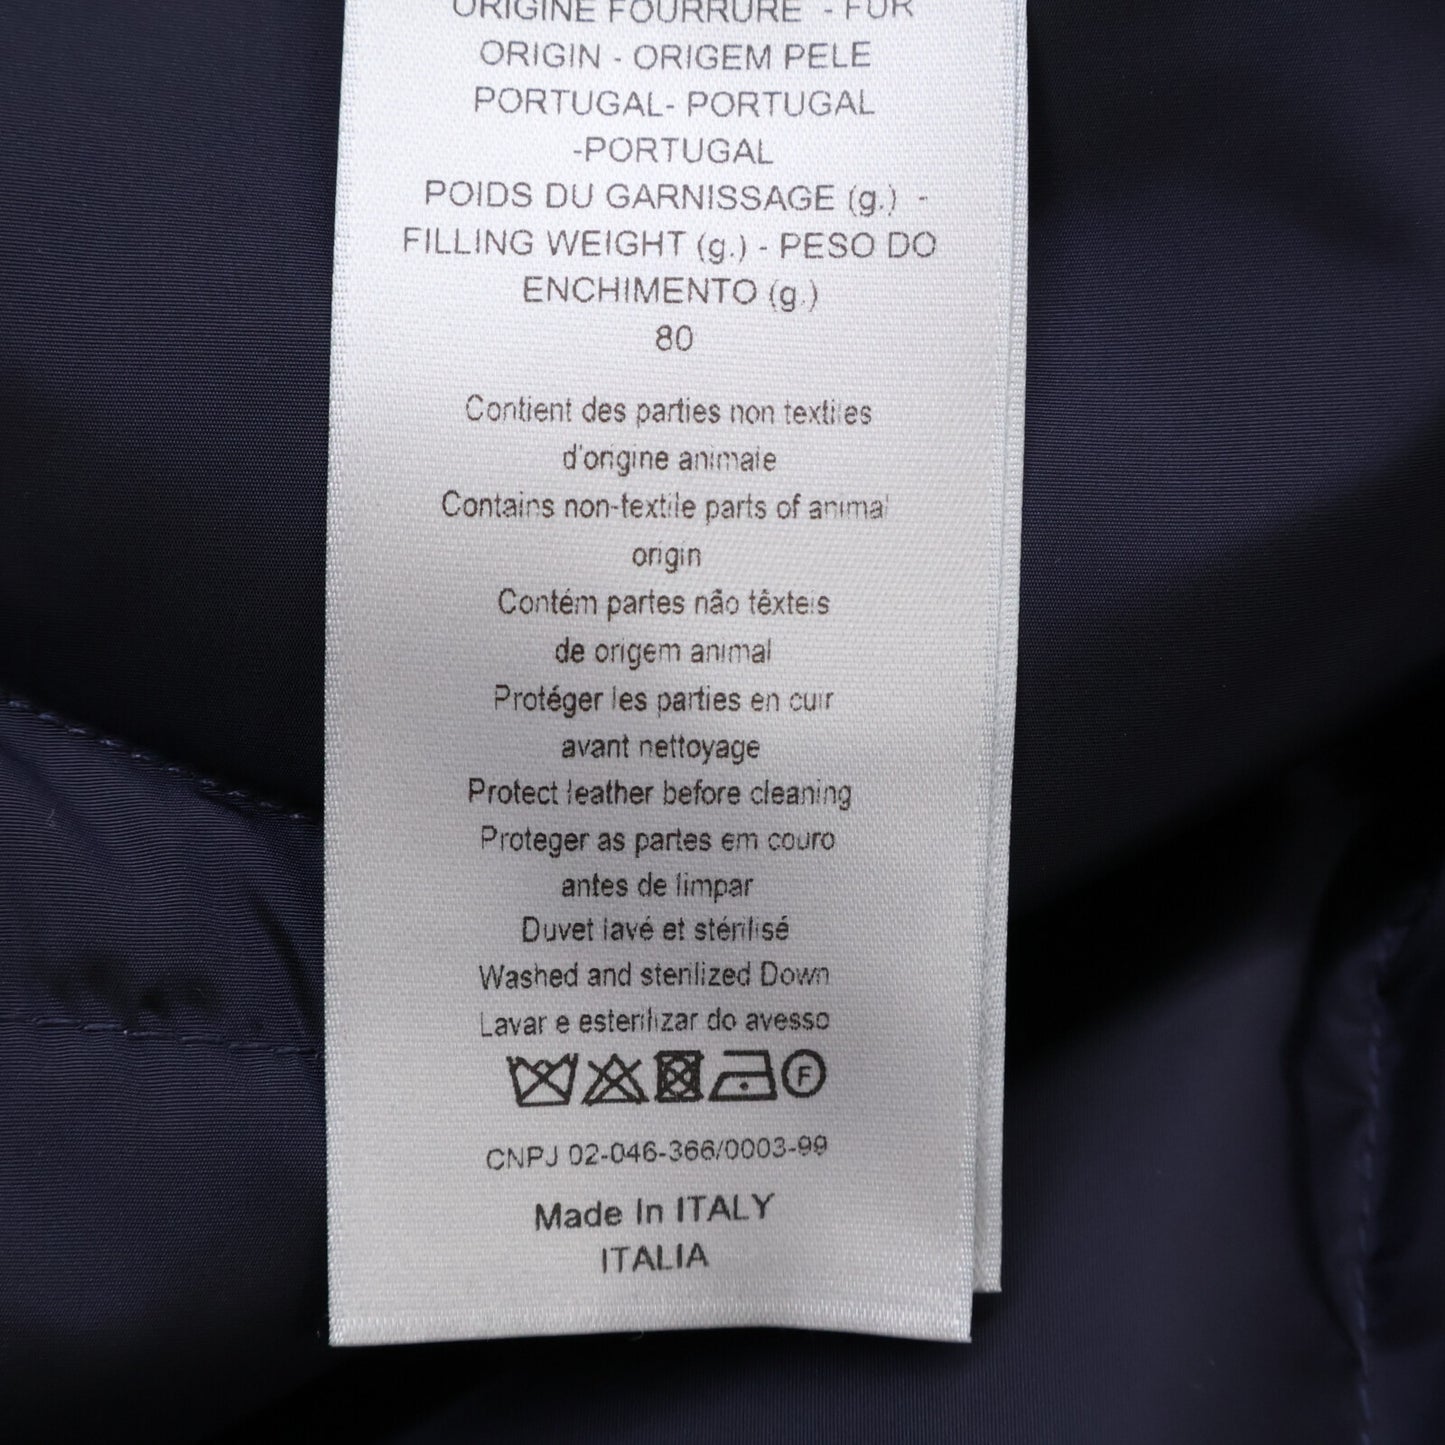 ORIGINE FOURRURE - FUR
ORIGIN - ORIGEM PELE
PORTUGAL- PORTUGAL
-PORTUGAL
POIDS DU GARNISSAGE (g.) -
FILLING WEIGHT (g.) - PESO DO
ENCHIMENTO (g.)
80
Contient des parties non textiles
d'origine animale
Contains non-textile parts of animal
origin
Contém partes não têxteis
de origem animal
Protéger les parties en cuir
avant nettoyage
Protect leather before cleaning
Proteger as partes em couro
antes de limpar
Duvet lavé et stérilisé
Washed and sterilized Down
Lavar e esterilizar do avesso
F
CNPJ 02-046-366/0003-99
Made In ITALY
ITALIA